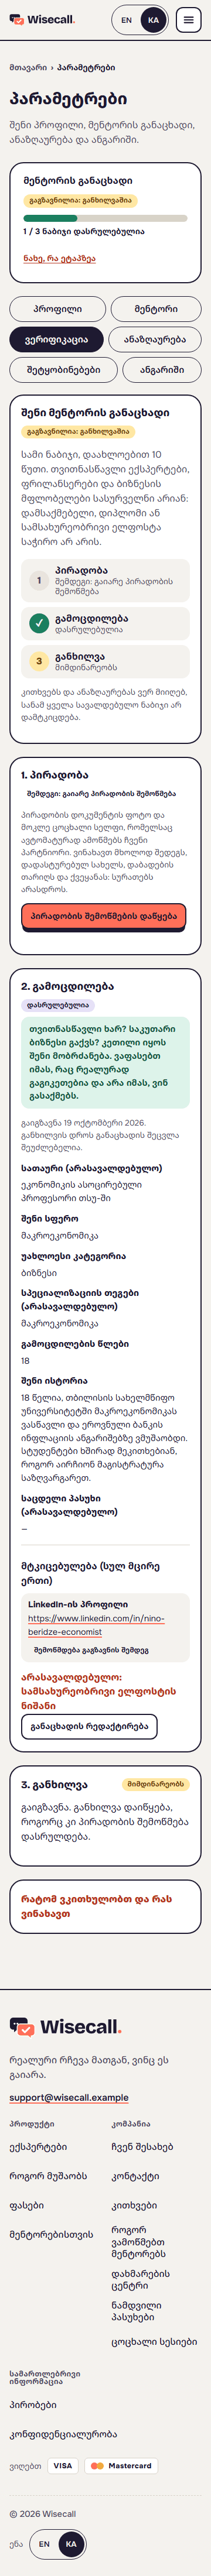 Wisecall.
EN KA
მთავარი › პარამეტრები
პარამეტრები
შენი პროფილი, მენტორის განაცხადი,
ანაზღაურება და ანგარიში.
მენტორის განაცხადი
გაგზავნილია: განხილვაშია
1 / 3 ნაბიჯი დასრულებულია
ნახე, რა ეტაპზეა
პროფილი მენტორი
ვერიფიკაცია ანაზღაურება
შეტყობინებები ანგარიში
შენი მენტორის განაცხადი
გაგზავნილია: განხილვაშია
სამი ნაბიჯი, დაახლოებით 10
წუთი. თვითნასწავლი ექსპერტები,
ფრილანსერები და ბიზნესის
მფლობელები სასურველნი არიან:
დამსაქმებელი, დიპლომი ან
სამსახურეობრივი ელფოსტა
საჭირო არ არის.
1 პირადობა
შემდეგი: გაიარე პირადობის
შემოწმება
გამოცდილება
დასრულებულია
3 განხილვა
მიმდინარეობს
კითხვებს და ანაზღაურებას ვერ მიიღებ,
სანამ ყველა სავალდებულო ნაბიჯი არ
დამტკიცდება.
1. პირადობა
შემდეგი: გაიარე პირადობის შემოწმება
პირადობის დოკუმენტის ფოტო და
მოკლე ცოცხალი სელფი, რომელსაც
ავტომატურად ამოწმებს ჩვენი
პარტნიორი. ვინახავთ მხოლოდ შედეგს,
დადასტურებულ სახელს, დაბადების
თარიღს და ქვეყანას: სურათებს
არასდროს.
პირადობის შემოწმების დაწყება
2. გამოცდილება
დასრულებულია
თვითნასწავლი ხარ? საკუთარი
ბიზნესი გაქვს? კეთილი იყოს
შენი მობრძანება. ვაფასებთ
იმას, რაც რეალურად
გაგიკეთებია და არა იმას, ვინ
გასაქმებს.
გაიგზავნა 19 ოქტომბერი 2026.
განხილვის დროს განაცხადის შეცვლა
შეუძლებელია.
სათაური (არასავალდებულო)
ეკონომიკის ასოცირებული
პროფესორი თსუ-ში
შენი სფერო
მაკროეკონომიკა
უახლოესი კატეგორია
ბიზნესი
სპეციალიზაციის თეგები
(არასავალდებულო)
მაკროეკონომიკა
გამოცდილების წლები
18
შენი ისტორია
18 წელია, თბილისის სახელმწიფო
უნივერსიტეტში მაკროეკონომიკას
ვასწავლი და ეროვნული ბანკის
ინფლაციის ანგარიშებზე ვმუშაობდი.
სტუდენტები ხშირად მეკითხებიან,
როგორ აირჩიონ მაგისტრატურა
საზღვარგარეთ.
საცდელი პასუხი
(არასავალდებულო)
—
მტკიცებულება (სულ მცირე
ერთი)
LinkedIn-ის პროფილი
https://www.linkedin.com/in/nino-
beridze-economist
შემოწმდება გაგზავნის შემდეგ
არასავალდებულო:
სამსახურეობრივი ელფოსტის
ნიშანი
განაცხადის რედაქტირება
3. განხილვა მიმდინარეობს
გაიგზავნა. განხილვა დაიწყება,
როგორც კი პირადობის შემოწმება
დასრულდება.
რატომ ვკითხულობთ და რას
ვინახავთ
Wisecall.
რეალური რჩევა მათგან, ვინც ეს
გაიარა.
support@wisecall.example
პროდუქტი
ექსპერტები
როგორ მუშაობს
ფასები
მენტორებისთვის
კომპანია
ჩვენ შესახებ
კონტაქტი
კითხვები
როგორ
ვამოწმებთ
მენტორებს
დახმარების
ცენტრი
ნამდვილი
პასუხები
ცოცხალი სესიები
სამართლებრივი
ინფორმაცია
პირობები
კონფიდენციალურობა
ვიღებთ VISA Mastercard
© 2026 Wisecall
ენა EN KA